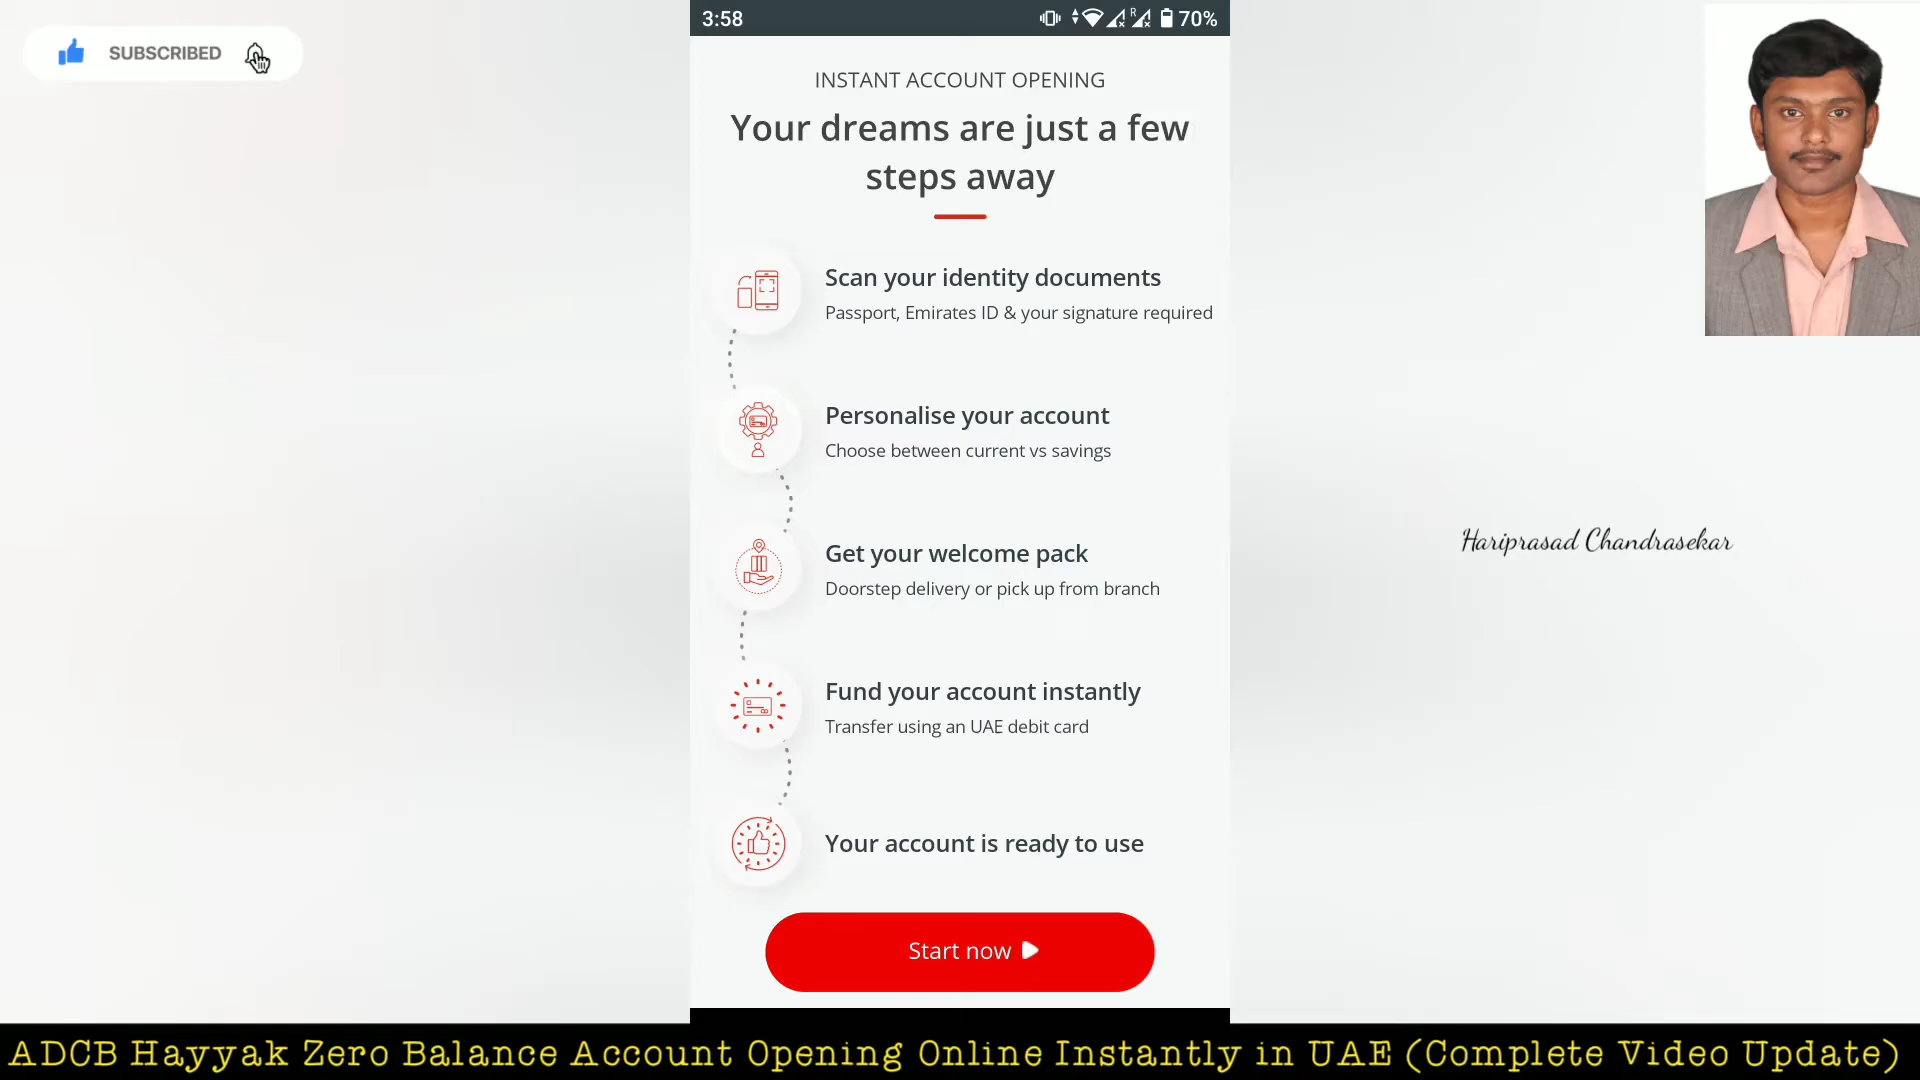 3:58
R
70%
SUBSCRIBED
INSTANT ACCOUNT OPENING
Your dreams are just a few
steps away
Scan your identity documents
Passport, Emirates ID & your signature required
Personalise your account
Choose between current vs savings
Get your welcome pack
Doorstep delivery or pick up from branch
Fund your account instantly
Transfer using an UAE debit card
Your account is ready to use
Start now
Hariprasad Chandrasekar
ADCB Hayyak Zero Balance Account Opening Online Instantly in UAE (Complete Video Update)